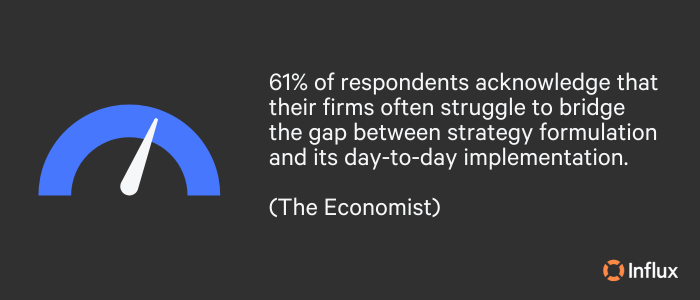 61% of respondents acknowledge that
their firms often struggle to bridge
the gap between strategy formulation
and its day-to-day implementation.
(The Economist)
Influx